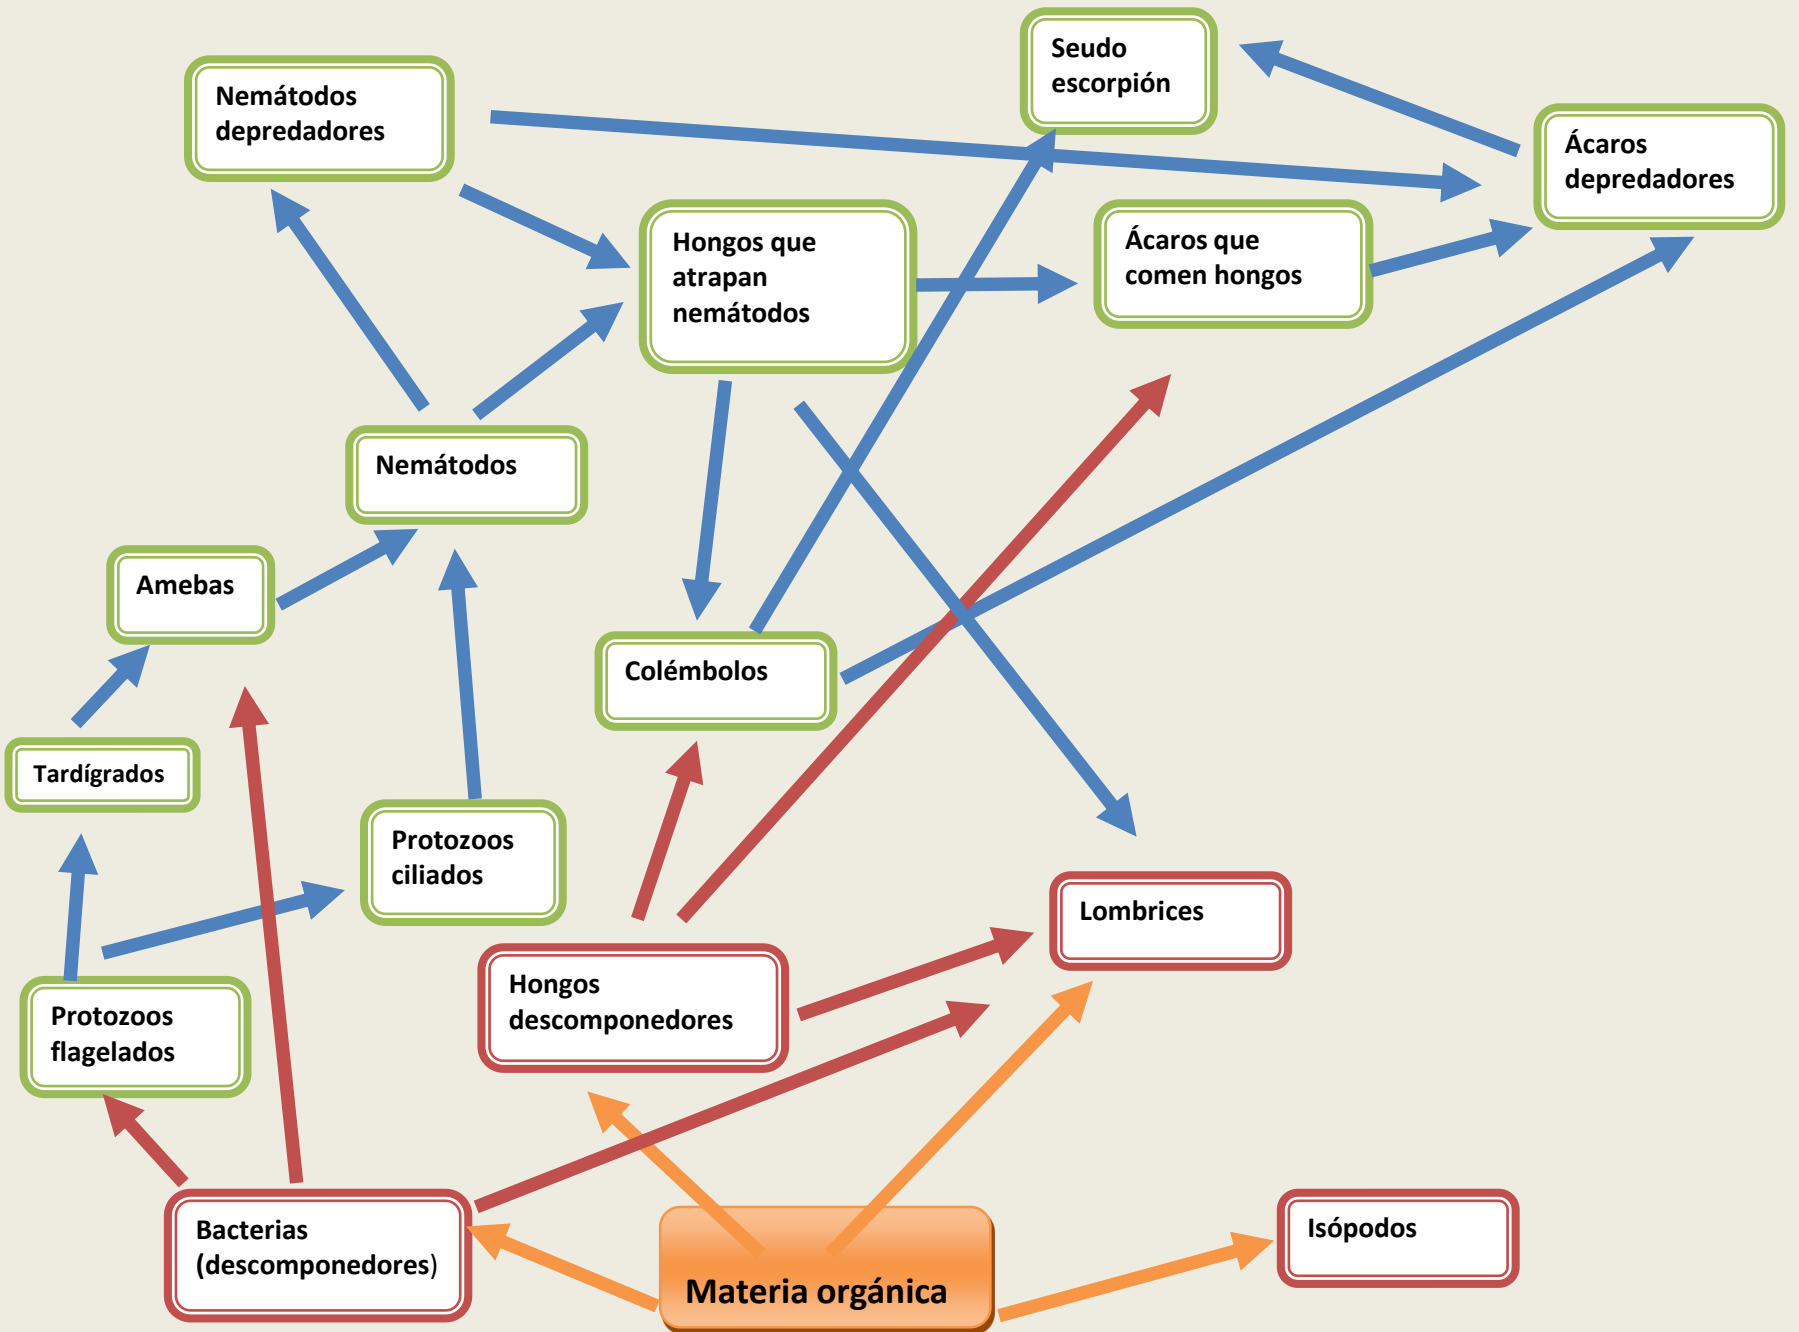 Seudo
escorpión
Nemátodos
depredadores
Ácaros
depredadores
Hongos que
atrapan
nemátodos
Ácaros que
comen hongos
Nemátodos
Amebas
Colémbolos
Tardígrados
Protozoos
ciliados
Lombrices
Hongos
descomponedores
Protozoos
flagelados
Bacterias
(descomponedores)
Isópodos
Materia orgánica